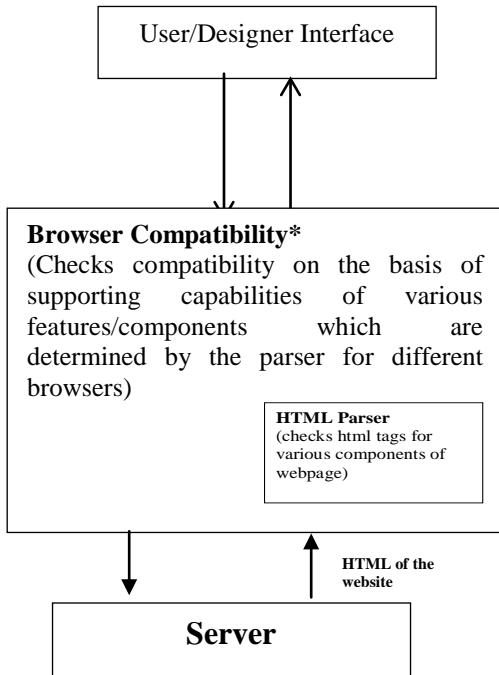 User/Designer Interface
Browser Compatibility*
(Checks compatibility on the basis of
supporting capabilities of various
features/components which are
determined by the parser for different
browsers)
HTML Parser
(checks html tags for
various components of
webpage)
HTML of the
website
Server